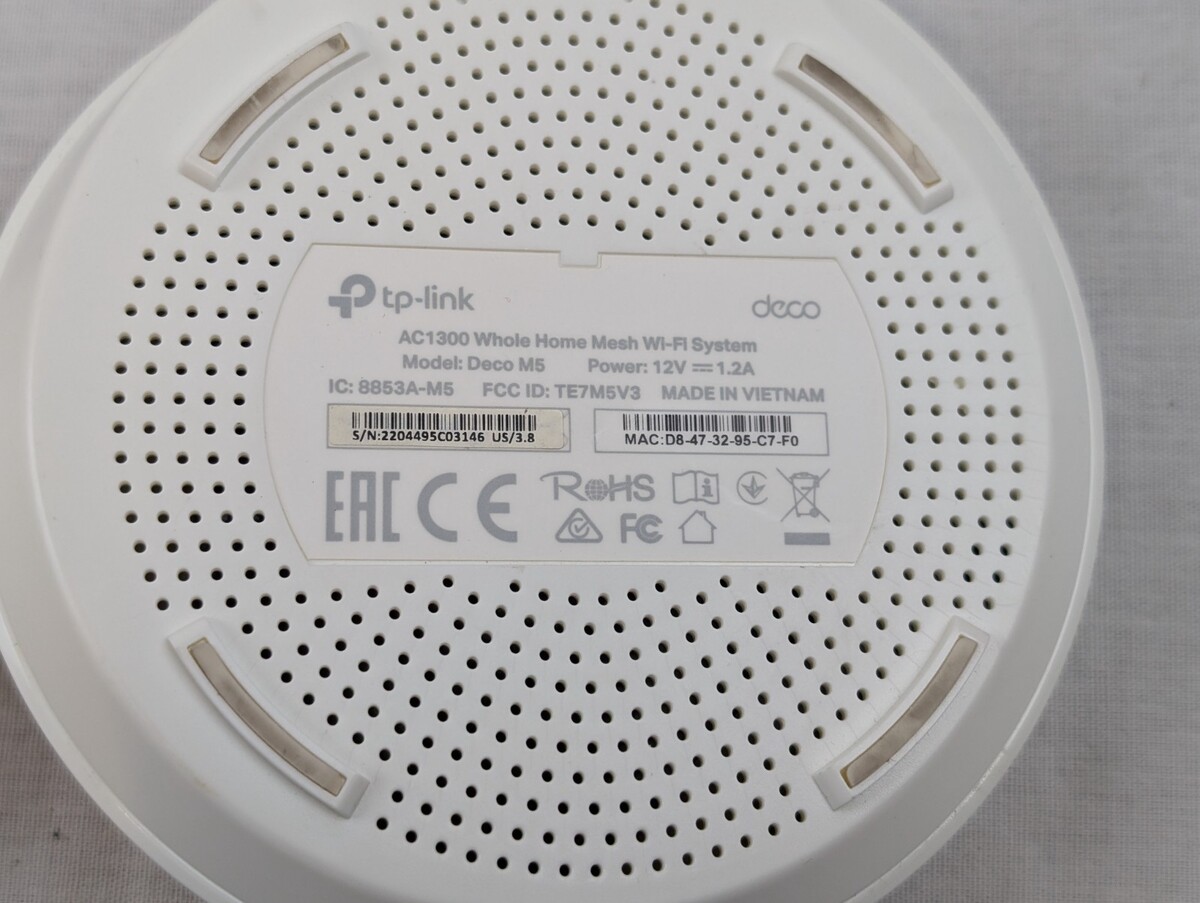 tp-link
deco
AC1300 Whole Home Mesh Wi-Fi System
Model: Deco M5 Power: 12V ⎓ 1.2A
IC: 8853A-M5 FCC ID: TE7M5V3 MADE IN VIETNAM
S/N:2204495C03146 US/3.8
MAC:D8-47-32-95-C7-F0
EAC CE RoHS
FC